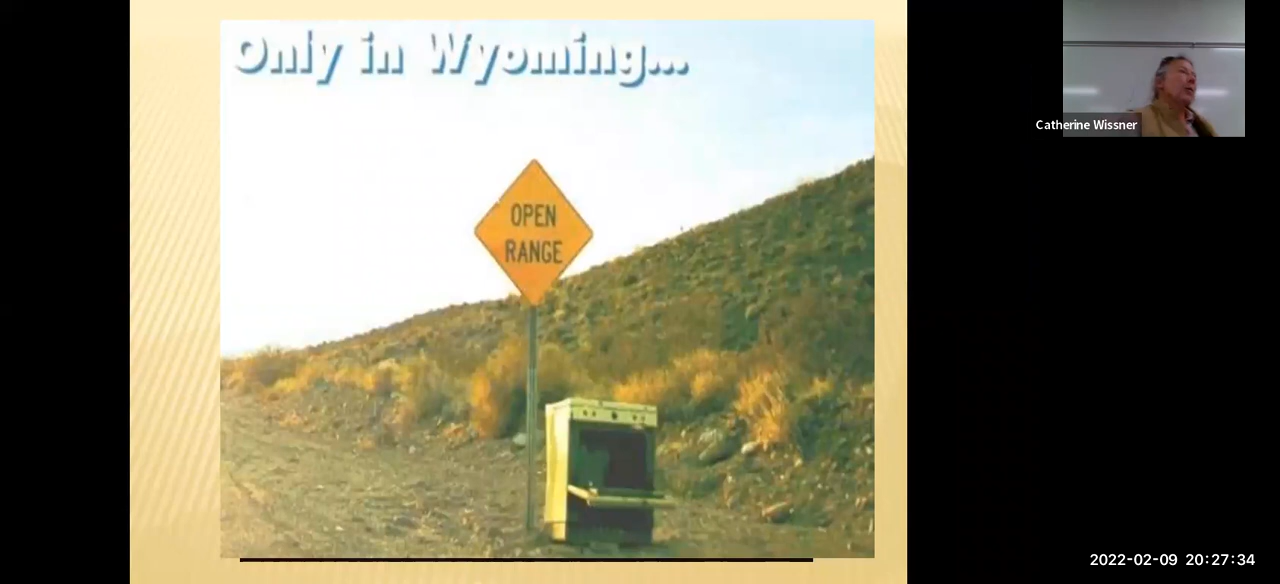 Only in Wyoming...
OPEN
RANGE
Catherine Wissner
2022-02-09 20:27:34